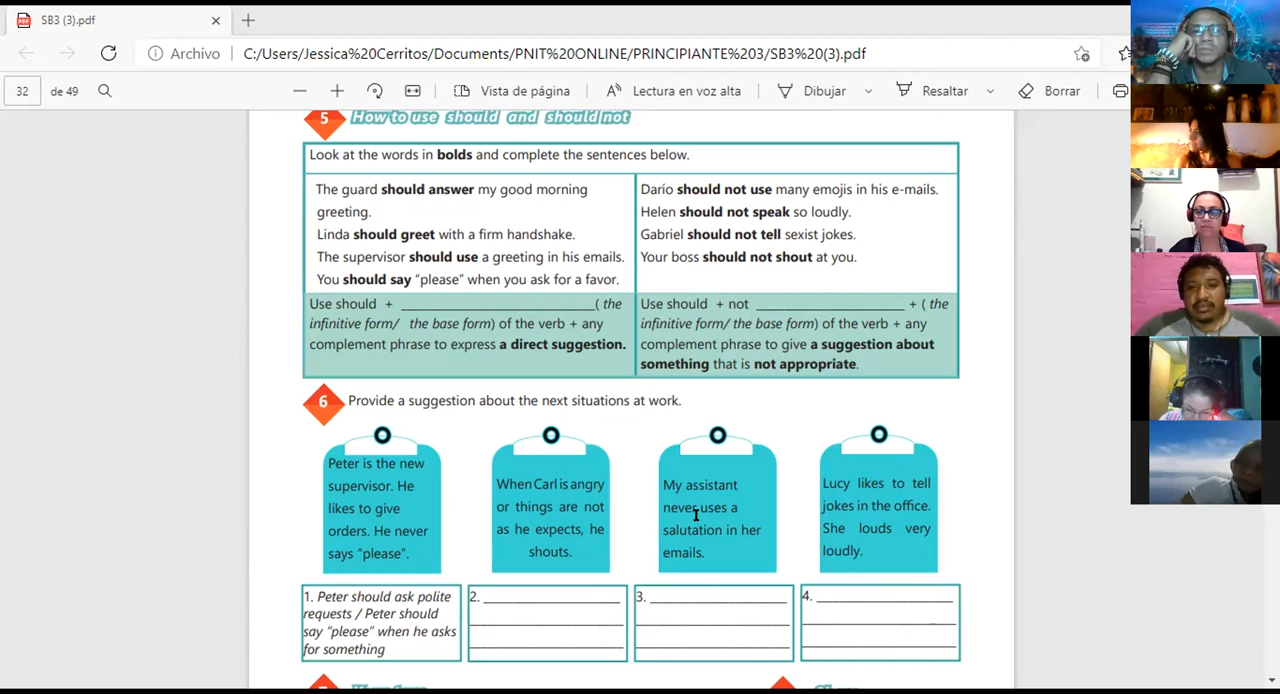 SB3 (3).pdf
Archivo
C:/Users/Jessica%20Cerritos/Documents/PNIT%20ONLINE/PRINCIPIANTE%203/SB3%20(3).pdf
32
de 49
Vista de página
Lectura en voz alta
Dibujar
Resaltar
Borrar
5
How to use should and should not
Look at the words in bolds and complete the sentences below.
The guard should answer my good morning
greeting.
Linda should greet with a firm handshake.
The supervisor should use a greeting in his emails.
You should say “please” when you ask for a favor.
Darío should not use many emojis in his e-mails.
Helen should not speak so loudly.
Gabriel should not tell sexist jokes.
Your boss should not shout at you.
Use should + ____________________ ( the
infinitive form/ the base form) of the verb + any
complement phrase to express a direct suggestion.
Use should + not ____________________ + ( the
infinitive form/ the base form) of the verb + any
complement phrase to give a suggestion about
something that is not appropriate.
6
Provide a suggestion about the next situations at work.
Peter is the new
supervisor. He
likes to give
orders. He never
says “please”.
When Carl is angry
or things are not
as he expects, he
shouts.
My assistant
never uses a
salutation in her
emails.
Lucy likes to tell
jokes in the office.
She louds very
loudly.
1. Peter should ask polite
requests / Peter should
say “please” when he asks
for something
2. ____________________
3. ____________________
4. ____________________